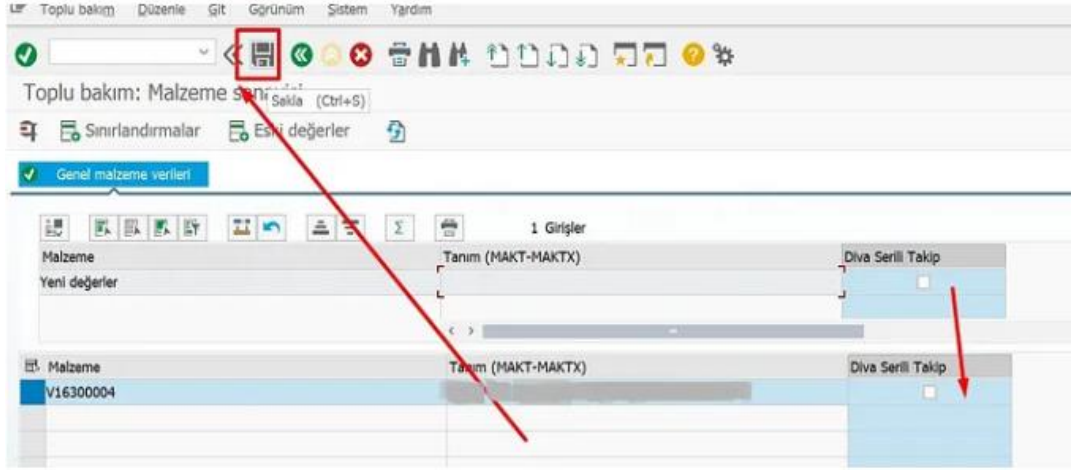 Toplu bakım Düzenle Git Görünüm Sistem Yardım
Toplu bakım: Malzeme
Sakla (Ctrl+S)
Sınırlandırmalar Eski değerler
Genel malzeme verileri
1 Girişler
Malzeme Tanım (MAKT-MAKTX) Diva Serili Takip
Yeni değerler
Malzeme Tanım (MAKT-MAKTX) Diva Serili Takip
V16300004